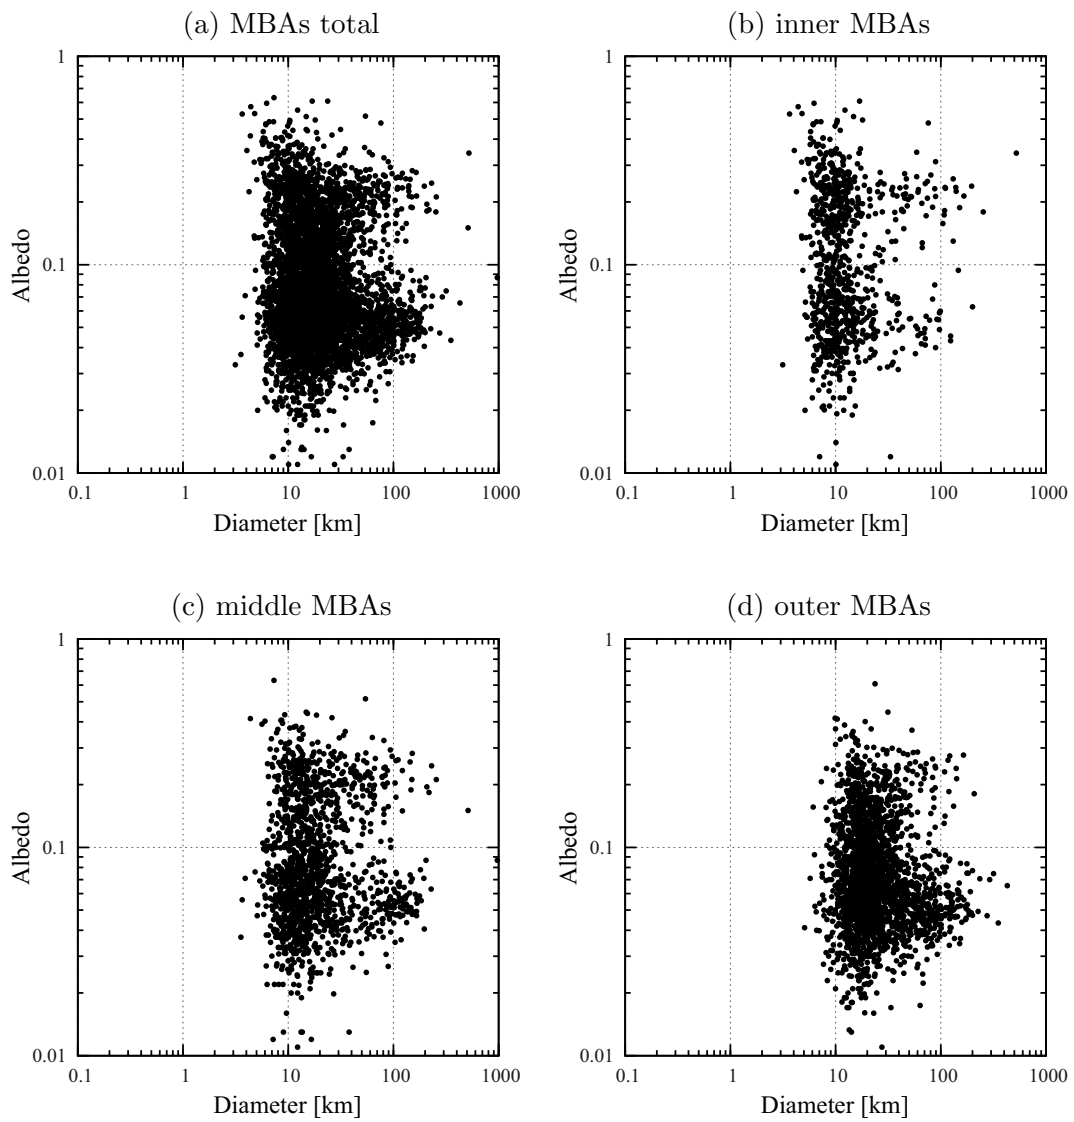 (a) MBAs total
1
0.1
0.01
Albedo
0.1 1 10 100 1000
Diameter [km]
(b) inner MBAs
1
0.1
0.01
Albedo
0.1 1 10 100 1000
Diameter [km]
(c) middle MBAs
1
0.1
0.01
Albedo
0.1 1 10 100 1000
Diameter [km]
(d) outer MBAs
1
0.1
0.01
Albedo
0.1 1 10 100 1000
Diameter [km]